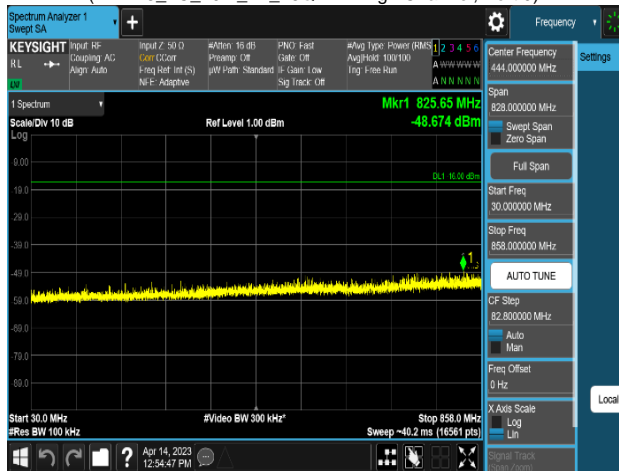 Spectrum Analyzer 1
Swept SA
Frequency
KEYSIGHT
Input: RF
Coupling: AC
Align: Auto
Input Z: 50 Ω
Corr CCorr
Freq Ref: Int (S)
NFE: Adaptive
#Atten: 16 dB
Preamp: Off
µW Path: Standard
PNO: Fast
Gate: Off
IF Gain: Low
Sig Track: Off
#Avg Type: Power (RMS
Avg|Hold: 100/100
Trig: Free Run
1 2 3 4 5 6
A W W W W W
A N N N N N
RL
1 Spectrum
Scale/Div 10 dB
Log
Ref Level 1.00 dBm
Mkr1 825.65 MHz
-48.674 dBm
-9.00
-19.0
-29.0
-39.0
-49.0
-59.0
-69.0
-79.0
-89.0
1
Start 30.0 MHz
#Res BW 100 kHz
#Video BW 300 kHz*
Stop 858.0 MHz
Sweep ~40.2 ms (16561 pts)
Apr 14, 2023
12:54:47 PM
Center Frequency
444.000000 MHz
Settings
Span
828.000000 MHz
Swept Span
Zero Span
Full Span
Start Freq
30.000000 MHz
Stop Freq
858.000000 MHz
AUTO TUNE
CF Step
82.800000 MHz
Auto
Man
Freq Offset
0 Hz
X Axis Scale
Log
Lin
Local
Signal Track
(Span Zoom)